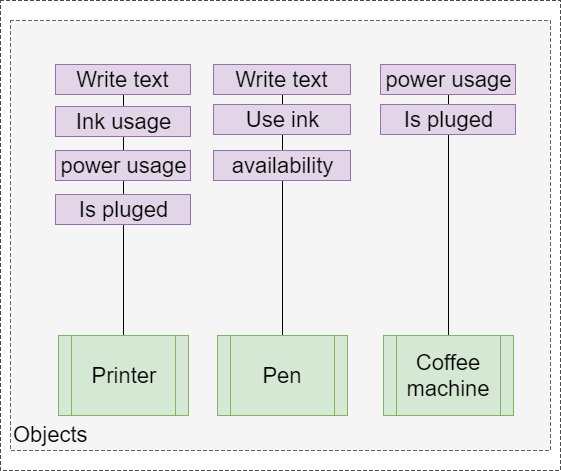 Write text
Write text
power usage
Ink usage
Use ink
Is pluged
power usage
availability
Is pluged
Printer
Pen
Coffee
machine
Objects